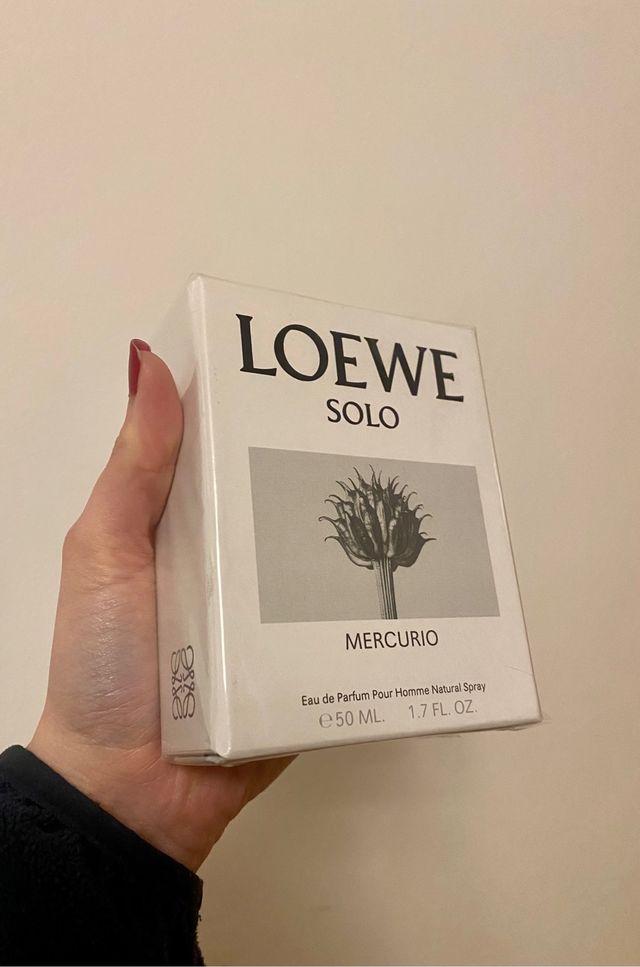 LOEWE
SOLO
MERCURIO
Eau de Parfum Pour Homme Natural Spray
℮50 ML. 1.7 FL. OZ.